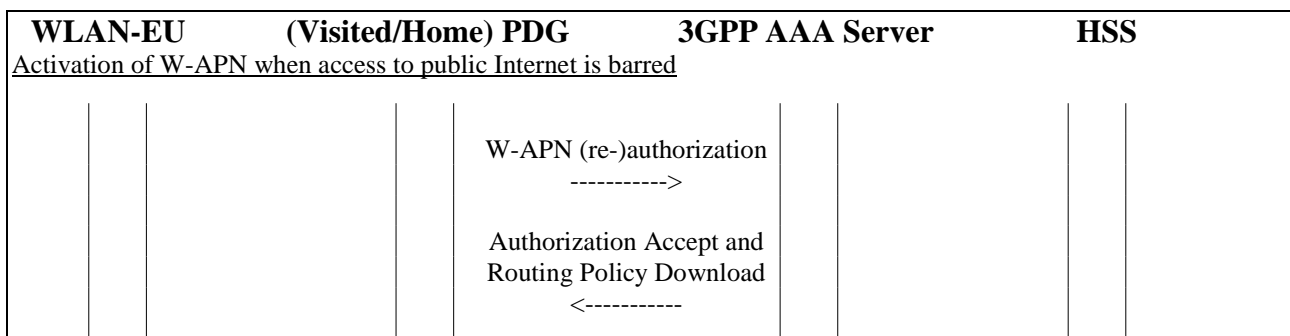 WLAN-EU (Visited/Home) PDG 3GPP AAA Server HSS
Activation of W-APN when access to public Internet is barred
W-APN (re-)authorization
----------->
Authorization Accept and
Routing Policy Download
<-----------